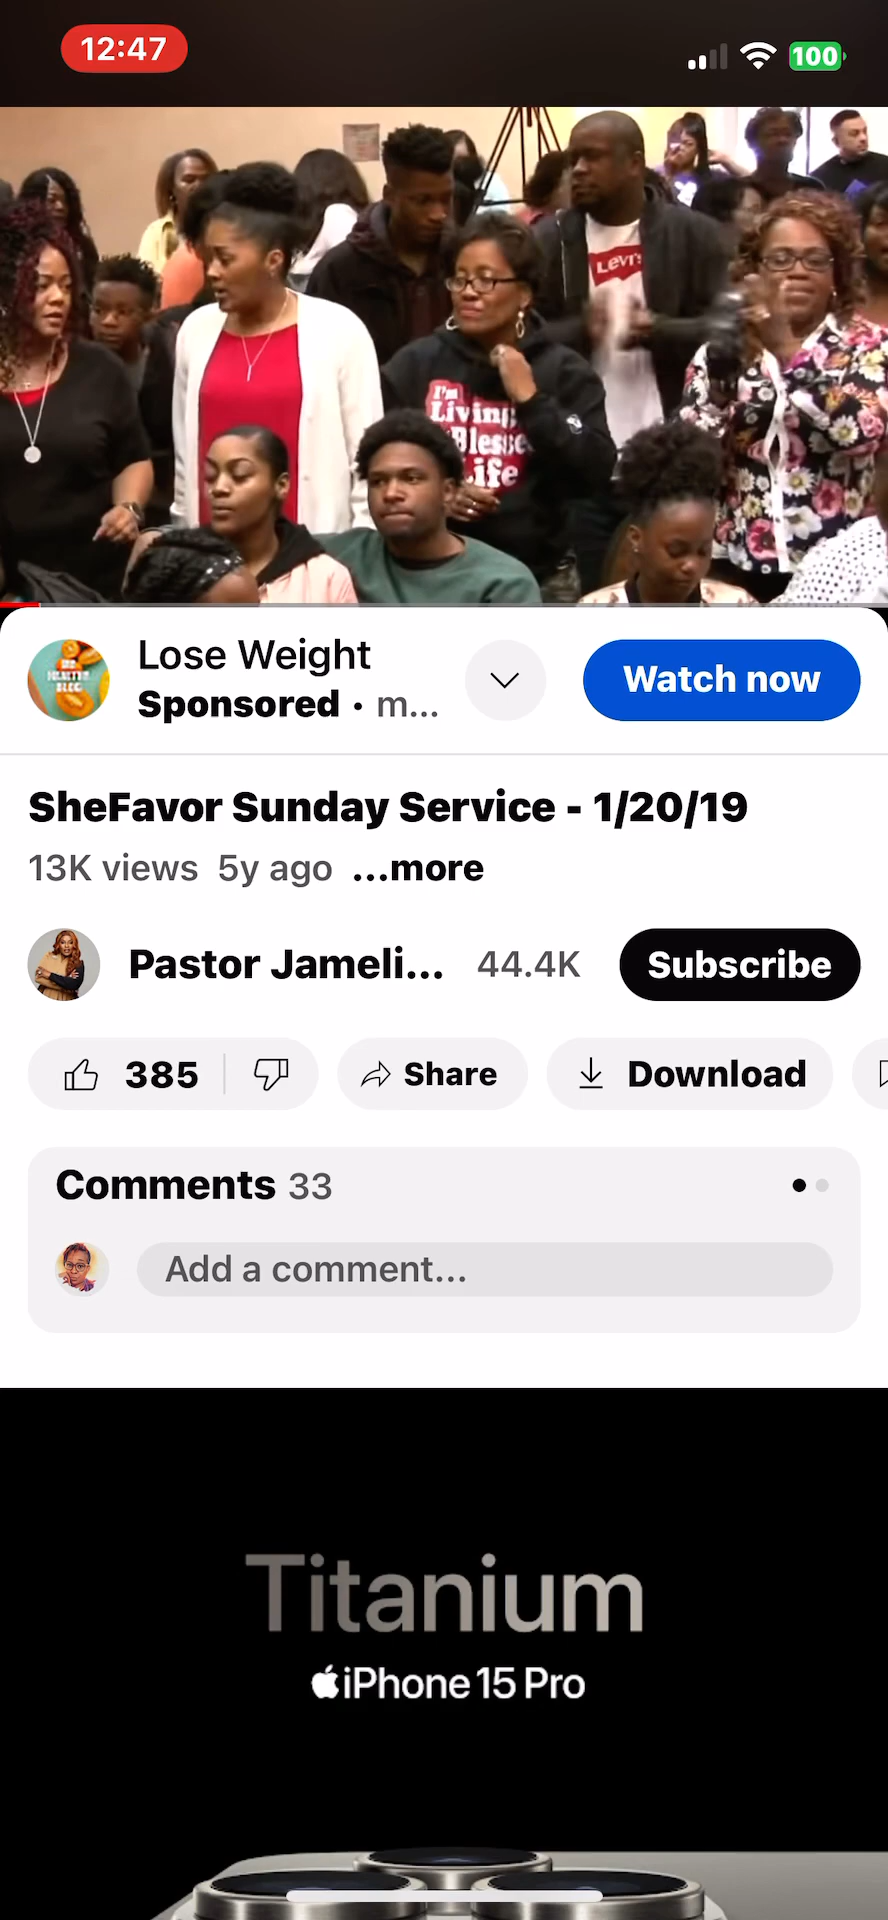 12:47
100
Levi's
I'm
Living
Blesse
Life
Lose Weight
Sponsored • m...
Watch now
SheFavor Sunday Service - 1/20/19
13K views 5y ago ...more
Pastor Jameli... 44.4K
Subscribe
385
Share
Download
Comments 33
Add a comment...
Titanium
iPhone 15 Pro